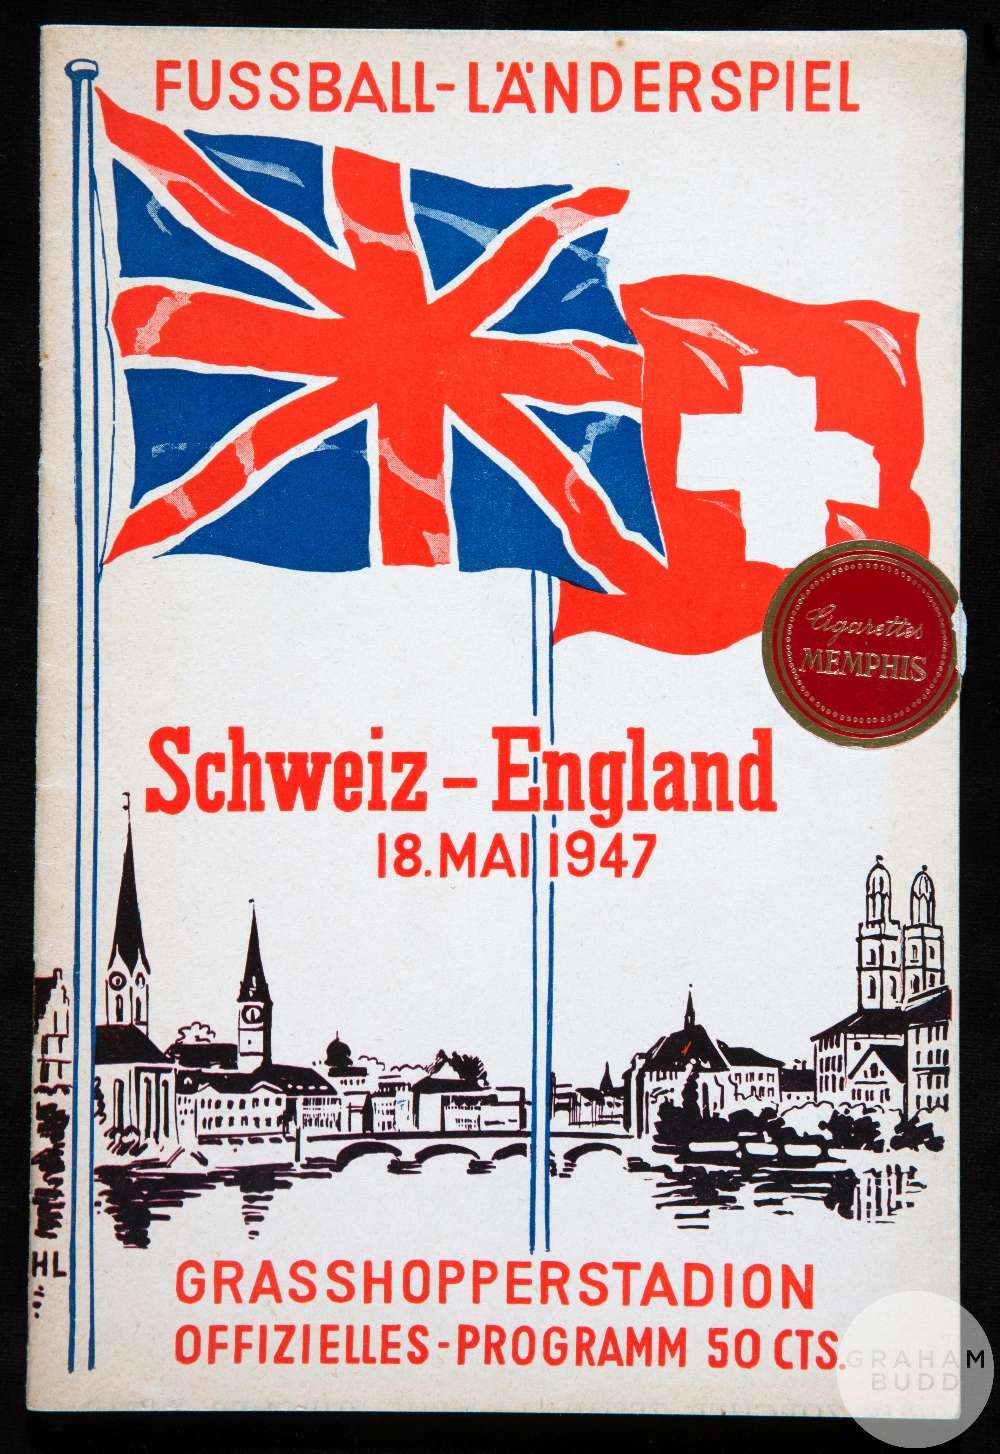 FUSSBALL-LÄNDERSPIEL
Cigarettes
MEMPHIS
Schweiz - England
18. MAI 1947
HL
GRASSHOPPERSTADION
OFFIZIELLES-PROGRAMM 50 CTS.
GRAHAM
BUDD